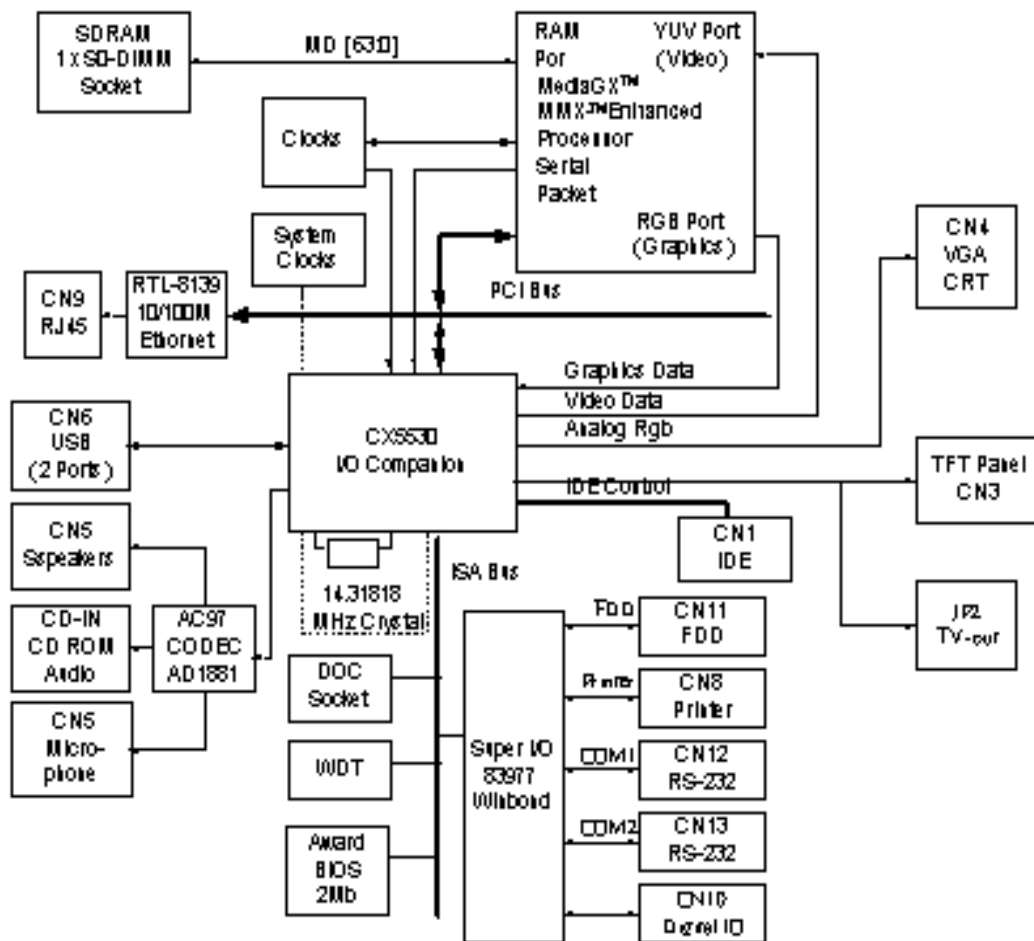 SDRAM
1 x SO-DIMM
Socket
MD [63:0]
RAM
Por
YUV Port
(Video)
MediaGX™
MMX™ Enhanced
Processor
Serial
Packet
RGB Port
(Graphics)
Clocks
System
Clocks
CN4
VGA
CRT
CN9
RJ45
RTL-8139
10/100M
Ethernet
PCI Bus
Graphics Data
Video Data
Analog Rgb
CN6
USB
(2 Ports)
CX5530
I/O Companion
IDE Control
TFT Panel
CN3
CN5
Sspeakers
CN1
IDE
ISA Bus
14.31818
MHz Crystal
CD-IN
CD ROM
Audio
AC97
CODEC
AD1881
FDD
CN11
FDD
JP2
TV-our
DOC
Socket
Printer
CN8
Printer
CN5
Micro-
phone
WDT
Super I/O
83977
Winbond
COM1
CN12
RS-232
COM2
CN13
RS-232
Award
BIOS
2Mb
Digital IO